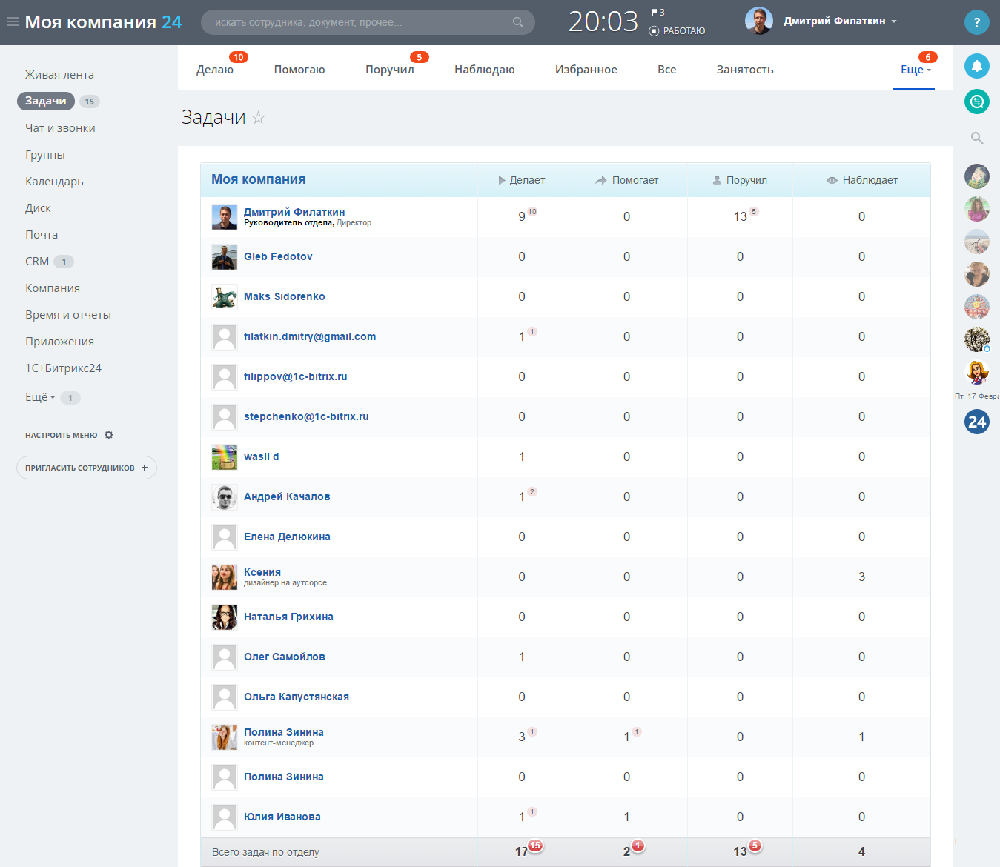 Моя компания 24
искать сотрудника, документ, прочее...
20:03
3
РАБОТАЮ
Дмитрий Филаткин
?
Живая лента
Задачи 15
Чат и звонки
Группы
Календарь
Диск
Почта
CRM 1
Компания
Время и отчеты
Приложения
1С+Битрикс24
Ещё 1
НАСТРОИТЬ МЕНЮ
ПРИГЛАСИТЬ СОТРУДНИКОВ +
Делаю 10 Помогаю Поручил 5 Наблюдаю Избранное Все Занятость Еще 6
Задачи
Моя компания Делает Помогает Поручил Наблюдает
Дмитрий Филаткин 9 10 0 13 5 0
Руководитель отдела, Директор
Gleb Fedotov 0 0 0 0
Maks Sidorenko 0 0 0 0
filatkin.dmitry@gmail.com 1 1 0 0 0
filippov@1c-bitrix.ru 0 0 0 0
stepchenko@1c-bitrix.ru 0 0 0 0
wasil d 1 0 0 0
Андрей Качалов 1 2 0 0 0
Елена Делюкина 0 0 0 0
Ксения 0 0 0 3
дизайнер на аутсорсе
Наталья Грихина 0 0 0 0
Олег Самойлов 1 0 0 0
Ольга Капустянская 0 0 0 0
Полина Зинина 3 1 1 1 0 1
контент-менеджер
Полина Зинина 0 0 0 0
Юлия Иванова 1 1 1 0 0
Всего задач по отделу 17 15 2 1 13 5 4
Пт, 17 Февр
24